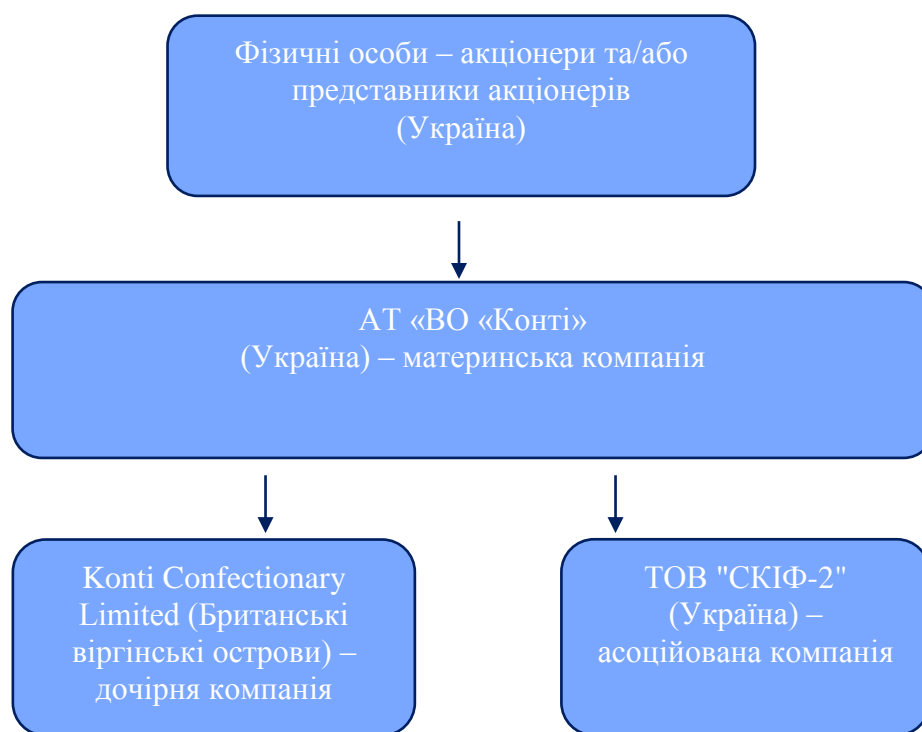 Фізичні особи – акціонери та/або
представники акціонерів
(Україна)
АТ «ВО «Конті»
(Україна) – материнська компанія
Konti Confectionary
Limited (Британські
віргінські острови) –
дочірня компанія
ТОВ "СКІФ-2"
(Україна) –
асоційована компанія